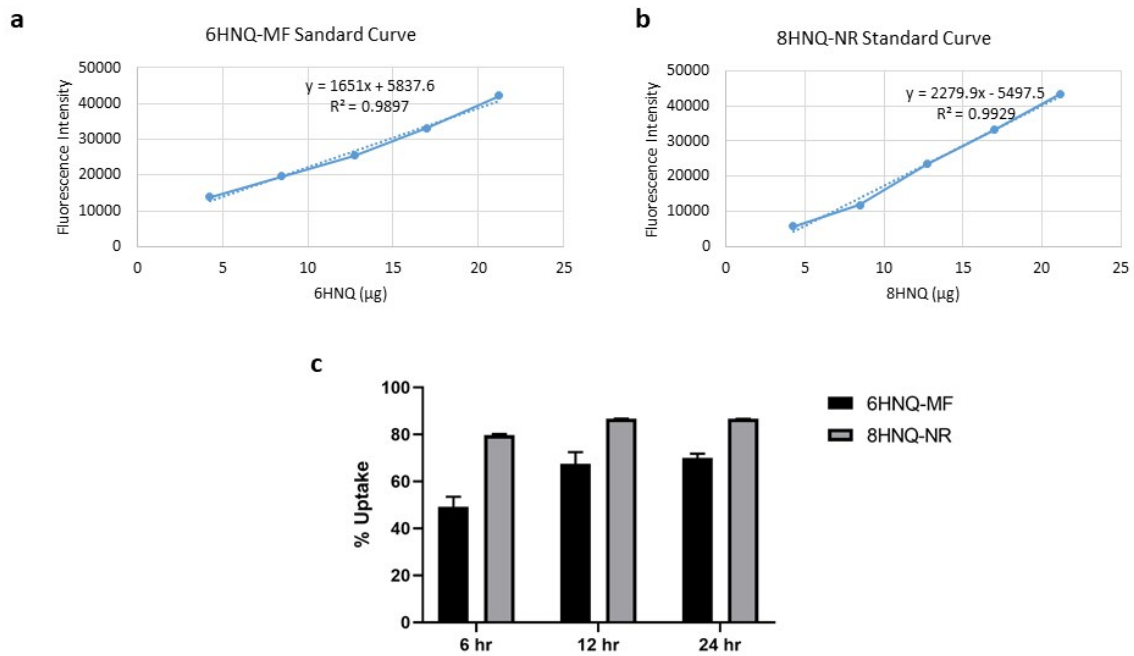 a
6HNQ-MF Sandard Curve
Fluorescence Intensity
50000
40000
30000
20000
10000
0
y = 1651x + 5837.6
R² = 0.9897
0 5 10 15 20 25
6HNQ (µg)
b
8HNQ-NR Standard Curve
Fluorescence Intensity
50000
40000
30000
20000
10000
0
y = 2279.9x - 5497.5
R² = 0.9929
0 5 10 15 20 25
8HNQ (µg)
c
% Uptake
100
80
60
40
20
0
6 hr 12 hr 24 hr
6HNQ-MF
8HNQ-NR